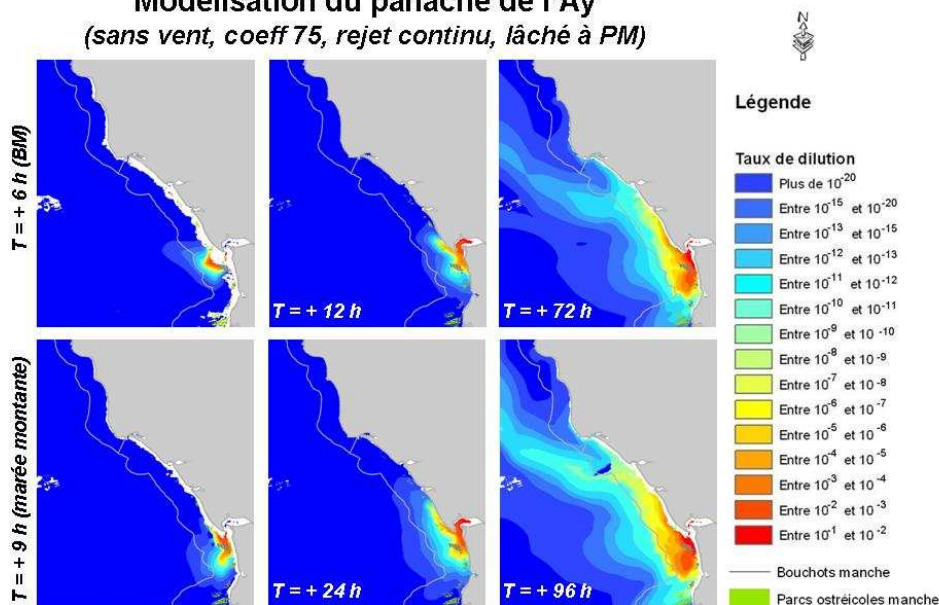 Modélisation du panache de l'Ay
(sans vent, coeff 75, rejet continu, lâché à PM)
N
T = + 6 h (BM)
T = + 12 h
T = + 72 h
T = + 9 h (marée montante)
T = + 24 h
T = + 96 h
Légende
Taux de dilution
Plus de 10⁻²⁰
Entre 10⁻¹⁵ et 10⁻²⁰
Entre 10⁻¹³ et 10⁻¹⁵
Entre 10⁻¹² et 10⁻¹³
Entre 10⁻¹¹ et 10⁻¹²
Entre 10⁻¹⁰ et 10⁻¹¹
Entre 10⁻⁹ et 10⁻¹⁰
Entre 10⁻⁸ et 10⁻⁹
Entre 10⁻⁷ et 10⁻⁸
Entre 10⁻⁶ et 10⁻⁷
Entre 10⁻⁵ et 10⁻⁶
Entre 10⁻⁴ et 10⁻⁵
Entre 10⁻³ et 10⁻⁴
Entre 10⁻² et 10⁻³
Entre 10⁻¹ et 10⁻²
Bouchots manche
Parcs ostréicoles manche